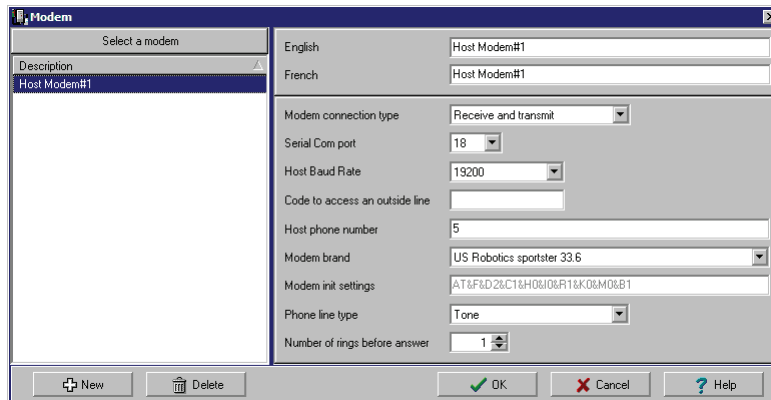 Modem
Select a modem
Description
Host Modem#1
English Host Modem#1
French Host Modem#1
Modem connection type Receive and transmit
Serial Com port 18
Host Baud Rate 19200
Code to access an outside line
Host phone number 5
Modem brand US Robotics sportster 33.6
Modem init settings AT&F&D2&C1&H0&I0&R1&K0&M0&B1
Phone line type Tone
Number of rings before answer 1
New Delete OK Cancel Help